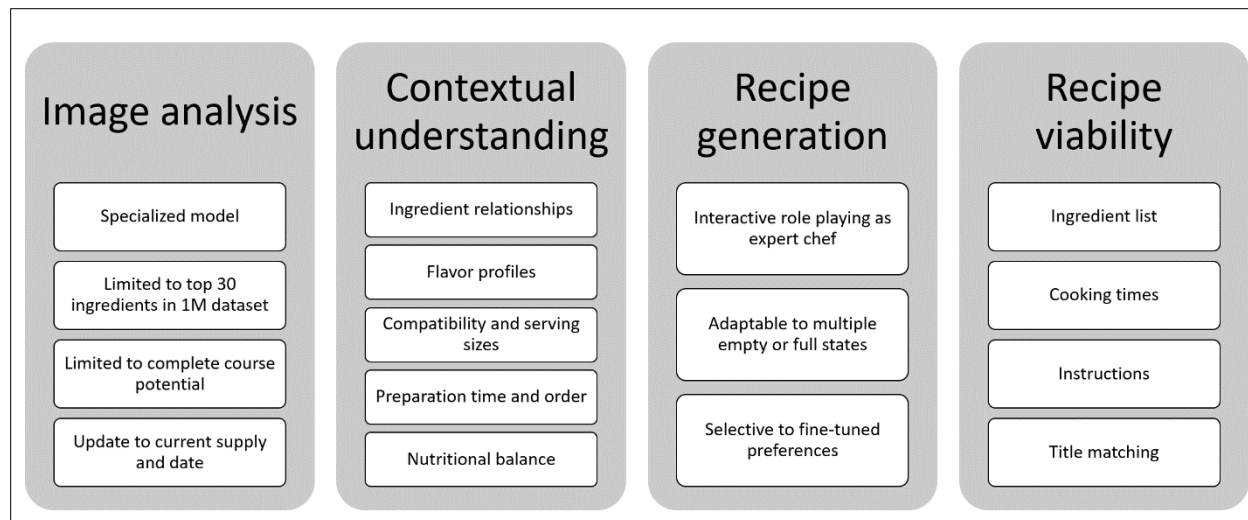 Image analysis
Specialized model
Limited to top 30
ingredients in 1M dataset
Limited to complete course
potential
Update to current supply
and date
Contextual
understanding
Ingredient relationships
Flavor profiles
Compatibility and serving
sizes
Preparation time and order
Nutritional balance
Recipe
generation
Interactive role playing as
expert chef
Adaptable to multiple
empty or full states
Selective to fine-tuned
preferences
Recipe
viability
Ingredient list
Cooking times
Instructions
Title matching